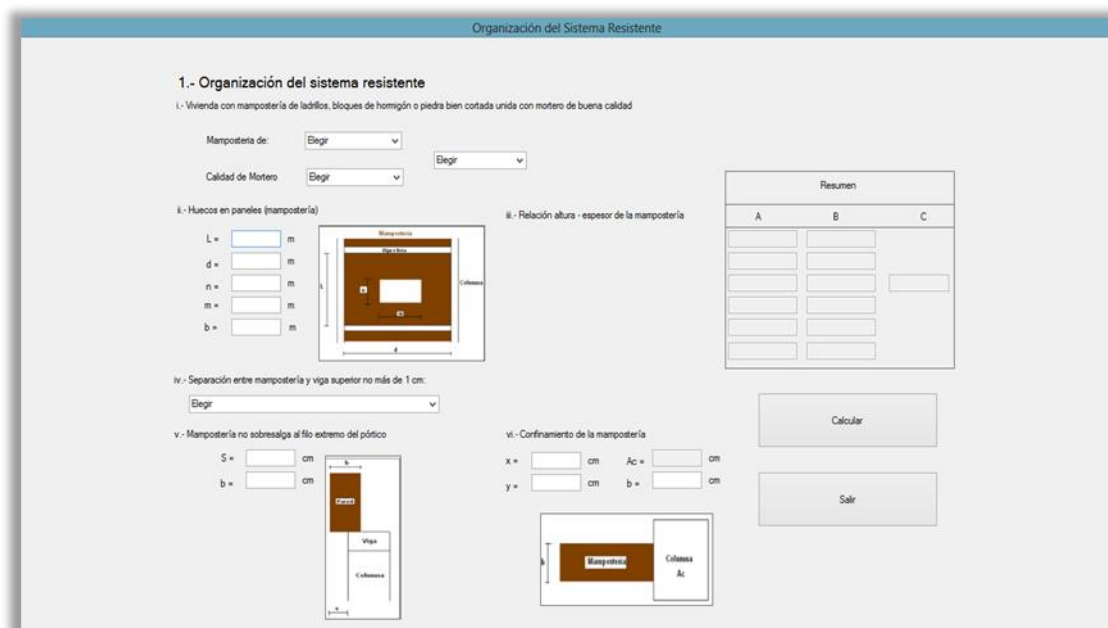 Organización del Sistema Resistente
1.- Organización del sistema resistente
i.- Vivienda con mampostería de ladrillos, bloques de hormigón o piedra bien cortada unida con mortero de buena calidad
Mamposteria de: Elegir
Elegir
Calidad de Mortero Elegir
Resumen
A B C
ii.- Huecos en paneles (mampostería)
L = m
d = m
n = m
m = m
b = m
Mampostería
Columna
L
n
m
d
iii.- Relación altura - espesor de la mampostería
iv.- Separación entre mampostería y viga superior no más de 1 cm:
Elegir
Calcular
Salir
v.- Mampostería no sobresalga al filo extremo del pórtico
S = cm
b = cm
b
Pared
Viga
Columna
s
vi.- Confinamiento de la mampostería
x = cm Ac = cm
y = cm b = cm
b
Mampostería
Columna
Ac